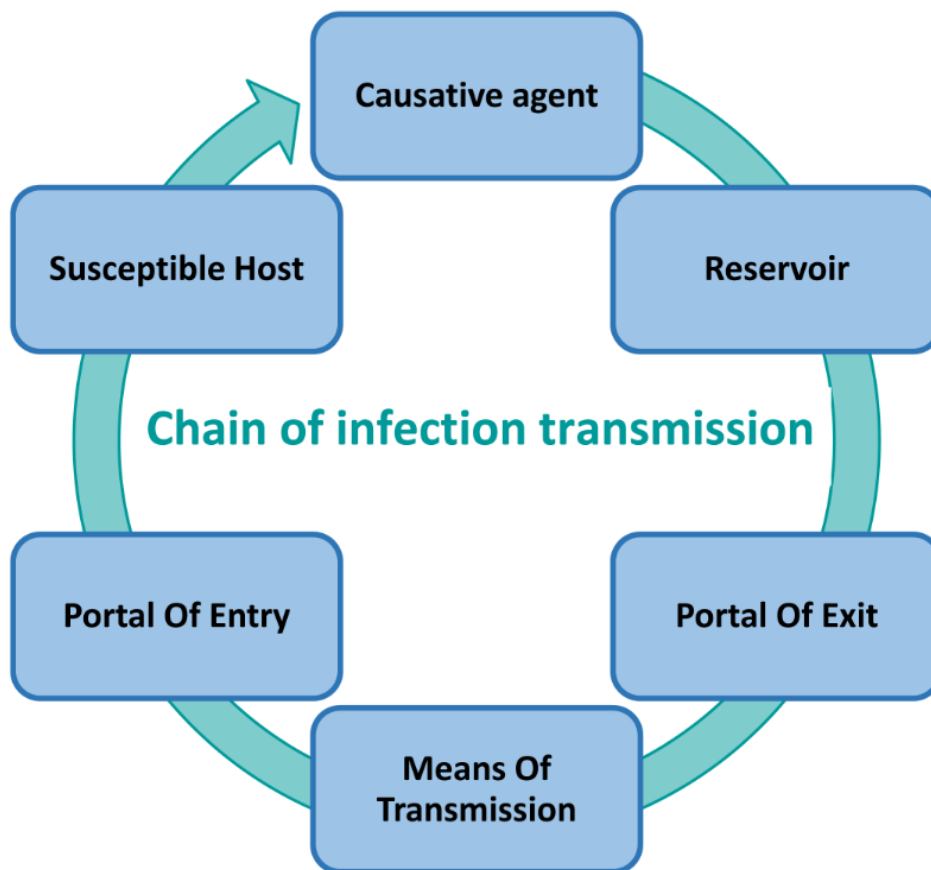 Causative agent
Reservoir
Portal Of Exit
Means Of
Transmission
Portal Of Entry
Susceptible Host
Chain of infection transmission